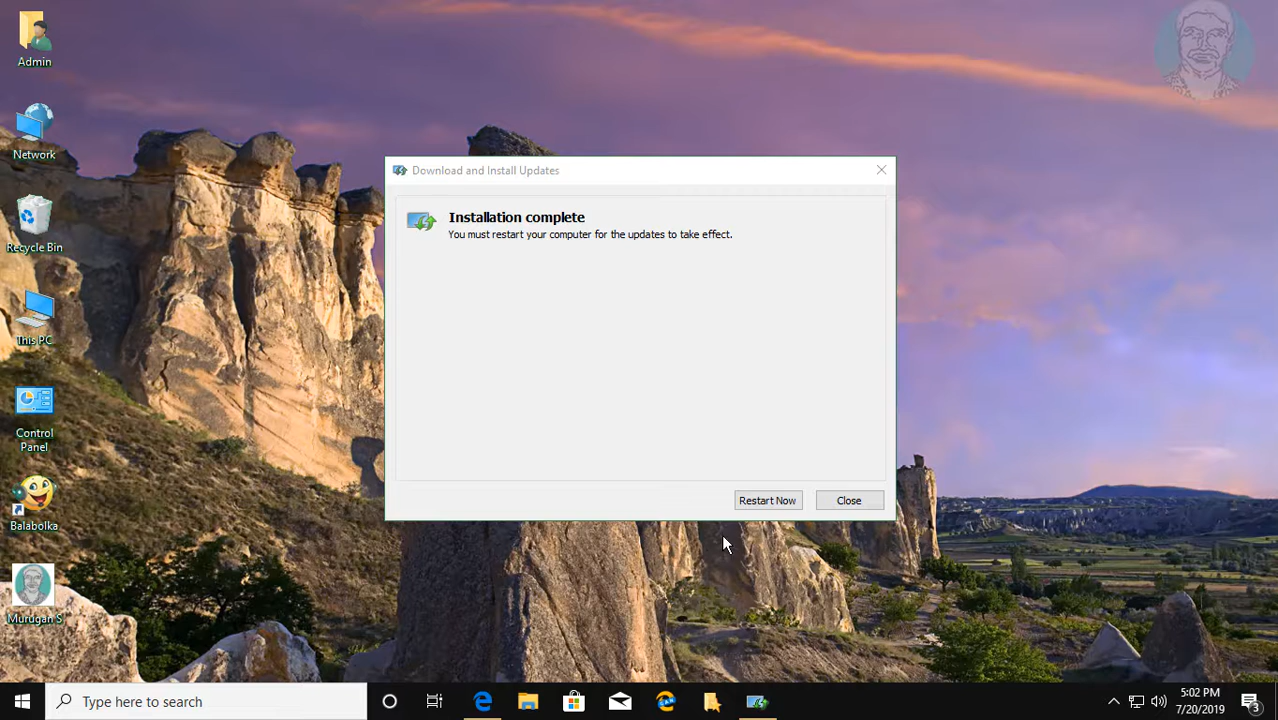 Admin
Network
Recycle Bin
This PC
Control
Panel
Balabolka
Murugan S
Download and Install Updates
Installation complete
You must restart your computer for the updates to take effect.
Restart Now
Close
Type here to search
5:02 PM
7/20/2019
3